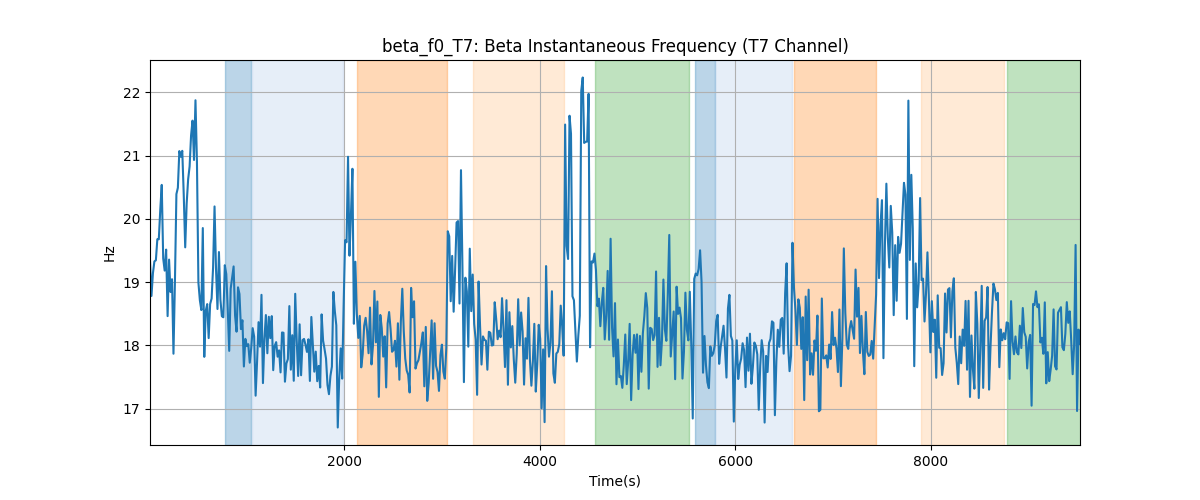 beta_f0_T7: Beta Instantaneous Frequency (T7 Channel)
22
21
20
19
18
17
Hz
2000 4000 6000 8000
Time(s)